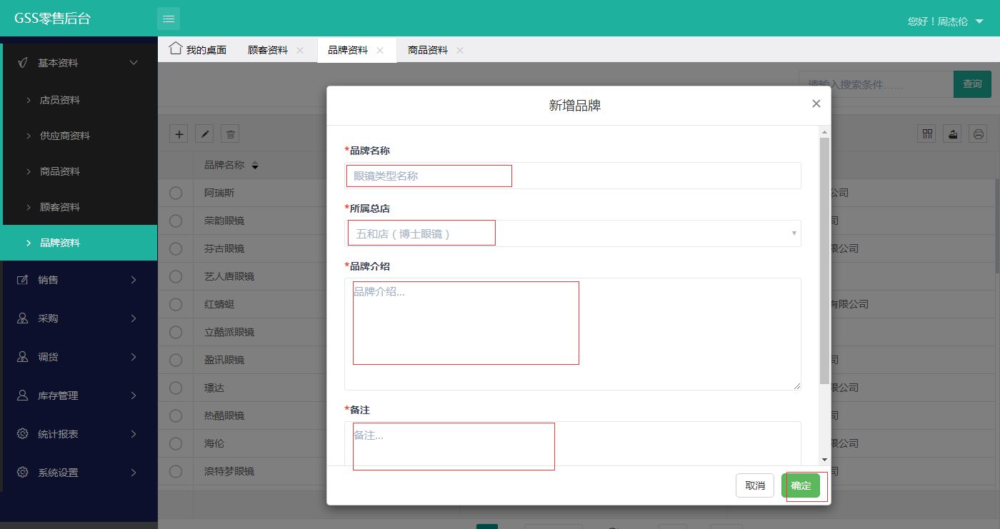 GSS零售后台
您好！周杰伦
我的桌面
顾客资料
品牌资料
商品资料
基本资料
店员资料
供应商资料
商品资料
顾客资料
品牌资料
销售
采购
调货
库存管理
统计报表
系统设置
请输入搜索条件……
查询
品牌名称
阿瑞斯
公司
荣韵眼镜
司
芬古眼镜
限公司
艺人唐眼镜
红蜻蜓
有限公司
立酷派眼镜
盈讯眼镜
司
璟达
限公司
热酷眼镜
司
海伦
限公司
浪特梦眼镜
司
新增品牌
*品牌名称
眼镜类型名称
*所属总店
五和店（博士眼镜）
*品牌介绍
品牌介绍...
*备注
备注...
取消
确定